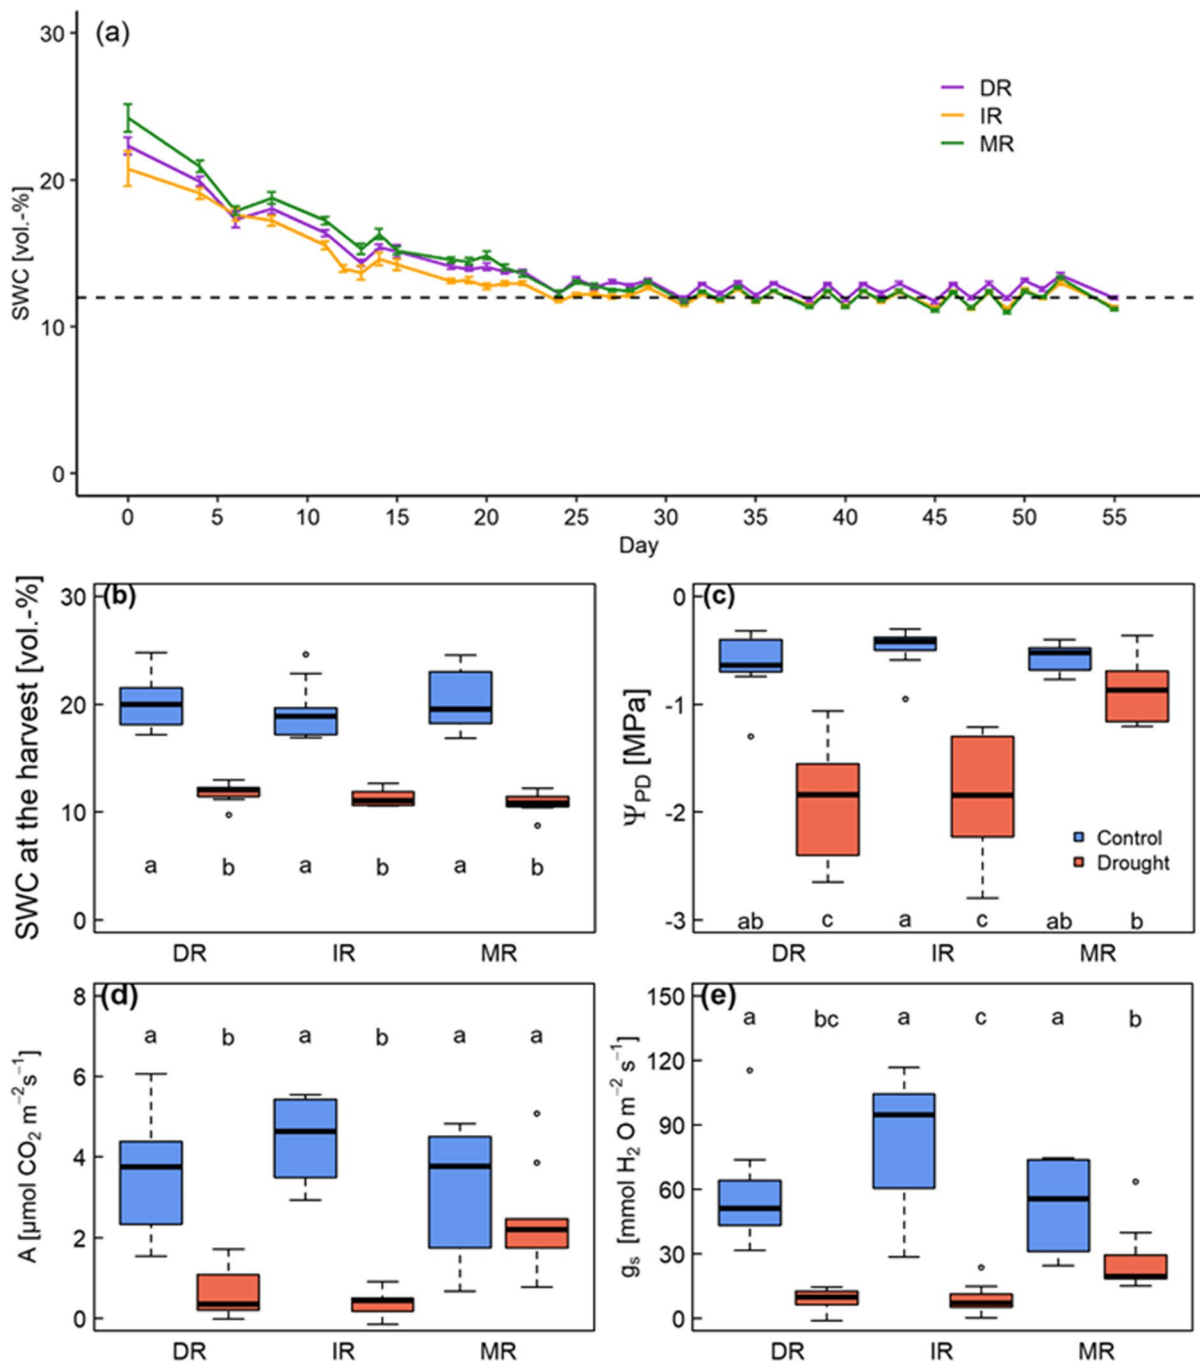 (a)
30
20
10
0
SWC [vol.-%]
DR
IR
MR
0 5 10 15 20 25 30 35 40 45 50 55
Day
(b)
30
20
10
0
SWC at the harvest [vol.-%]
a b a b a b
DR IR MR
(c)
0
-1
-2
-3
Ψ_PD [MPa]
Control
Drought
ab c a c ab b
DR IR MR
(d)
8
6
4
2
0
A [µmol CO₂ m⁻²s⁻¹]
a b a b a a
DR IR MR
(e)
150
120
90
60
30
0
gₛ [mmol H₂O m⁻² s⁻¹]
a bc a c a b
DR IR MR